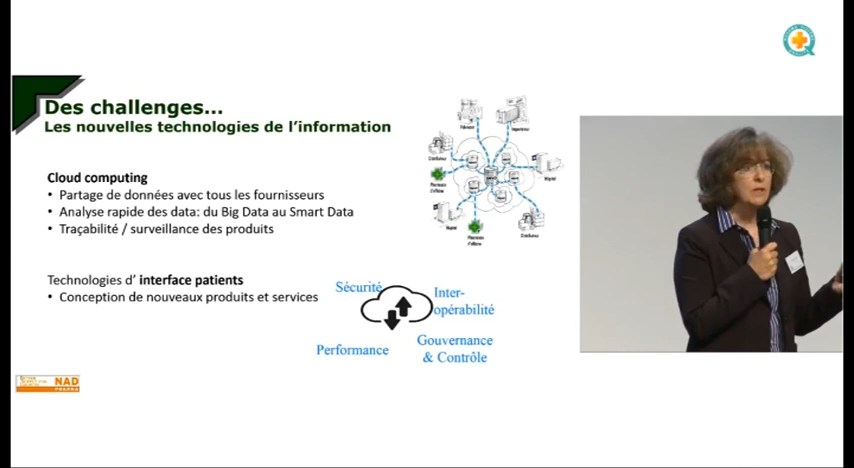 Des challenges...
Les nouvelles technologies de l'information
Cloud computing
• Partage de données avec tous les fournisseurs
• Analyse rapide des data: du Big Data au Smart Data
• Traçabilité / surveillance des produits
Technologies d' interface patients
• Conception de nouveaux produits et services
Sécurité
Inter-
opérabilité
Performance
Gouvernance
& Contrôle
NAD
PHARMA